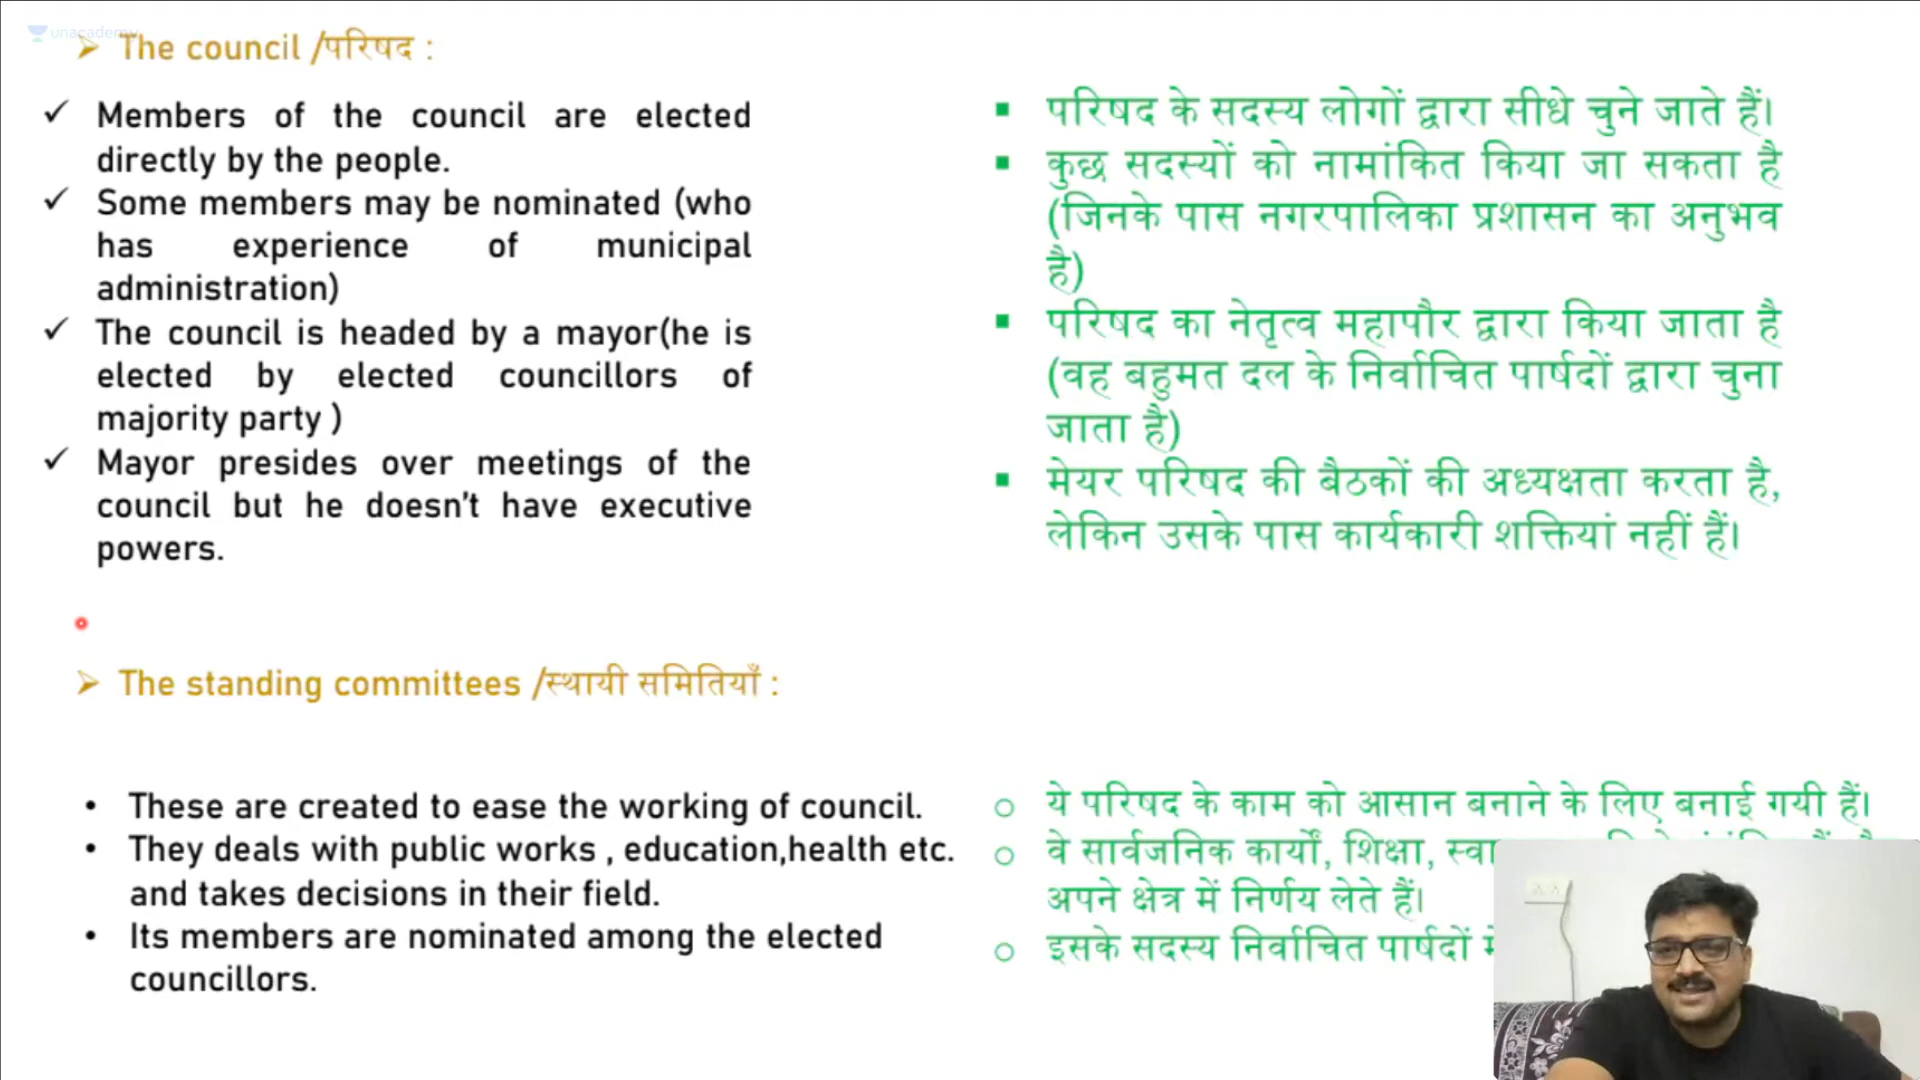 unacademy
➢ The council /परिषद :
✓ Members of the council are elected
directly by the people.
✓ Some members may be nominated (who
has experience of municipal
administration)
✓ The council is headed by a mayor(he is
elected by elected councillors of
majority party )
✓ Mayor presides over meetings of the
council but he doesn't have executive
powers.
▪ परिषद के सदस्य लोगों द्वारा सीधे चुने जाते हैं।
▪ कुछ सदस्यों को नामांकित किया जा सकता है
(जिनके पास नगरपालिका प्रशासन का अनुभव
है)
▪ परिषद का नेतृत्व महापौर द्वारा किया जाता है
(वह बहुमत दल के निर्वाचित पार्षदों द्वारा चुना
जाता है)
▪ मेयर परिषद की बैठकों की अध्यक्षता करता है,
लेकिन उसके पास कार्यकारी शक्तियां नहीं हैं।
➢ The standing committees /स्थायी समितियाँ :
• These are created to ease the working of council.
• They deals with public works , education,health etc.
and takes decisions in their field.
• Its members are nominated among the elected
councillors.
○ ये परिषद के काम को आसान बनाने के लिए बनाई गयी हैं।
○ वे सार्वजनिक कार्यों, शिक्षा,
अपने क्षेत्र में निर्णय लेते हैं।
○ इसके सदस्य निर्वाचित पार्षदों